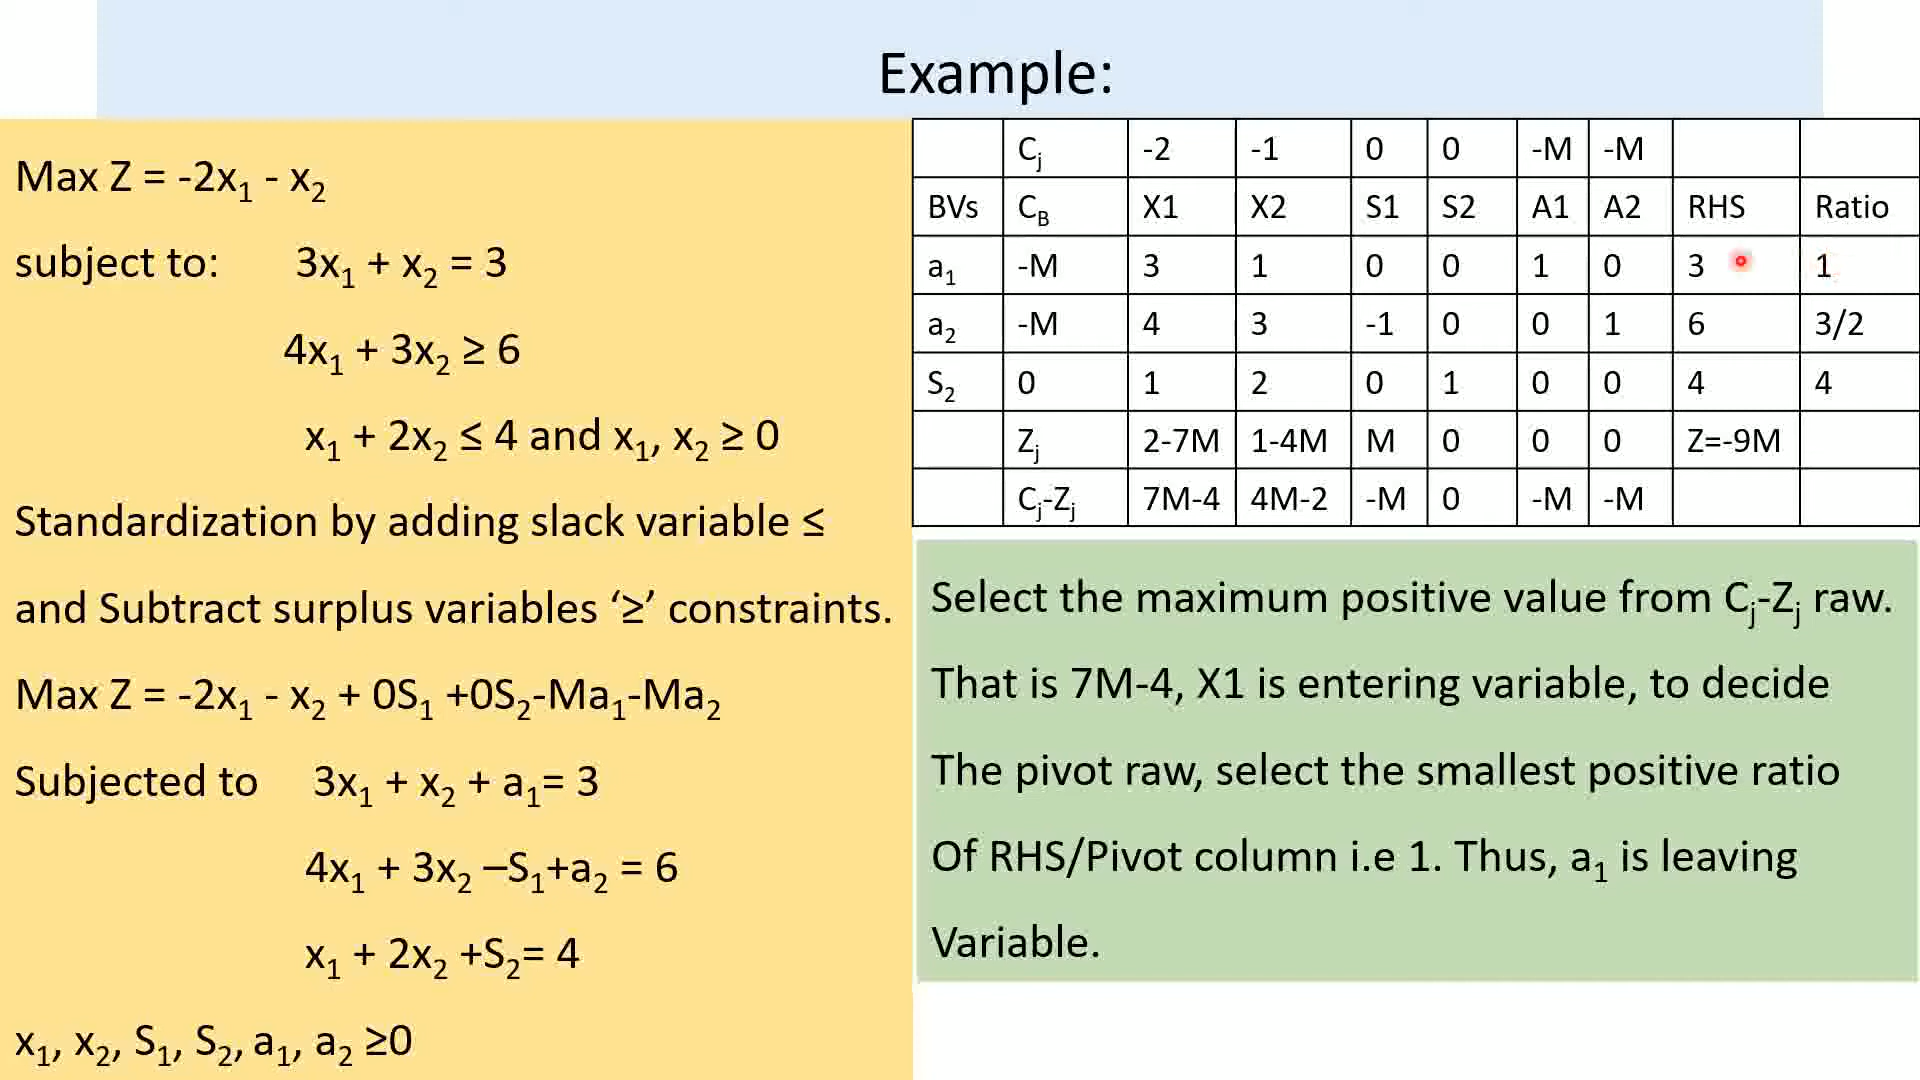 Example:
Max Z = -2x₁ - x₂
subject to: 3x₁ + x₂ = 3
4x₁ + 3x₂ ≥ 6
x₁ + 2x₂ ≤ 4 and x₁, x₂ ≥ 0
Standardization by adding slack variable ≤
and Subtract surplus variables ‘≥’ constraints.
Max Z = -2x₁ - x₂ + 0S₁ +0S₂-Ma₁-Ma₂
Subjected to 3x₁ + x₂ + a₁= 3
4x₁ + 3x₂ –S₁+a₂ = 6
x₁ + 2x₂ +S₂= 4
x₁, x₂, S₁, S₂, a₁, a₂ ≥0
Cⱼ -2 -1 0 0 -M -M
BVs C_B X1 X2 S1 S2 A1 A2 RHS Ratio
a₁ -M 3 1 0 0 1 0 3 1
a₂ -M 4 3 -1 0 0 1 6 3/2
S₂ 0 1 2 0 1 0 0 4 4
Zⱼ 2-7M 1-4M M 0 0 0 Z=-9M
Cⱼ-Zⱼ 7M-4 4M-2 -M 0 -M -M
Select the maximum positive value from Cⱼ-Zⱼ raw.
That is 7M-4, X1 is entering variable, to decide
The pivot raw, select the smallest positive ratio
Of RHS/Pivot column i.e 1. Thus, a₁ is leaving
Variable.